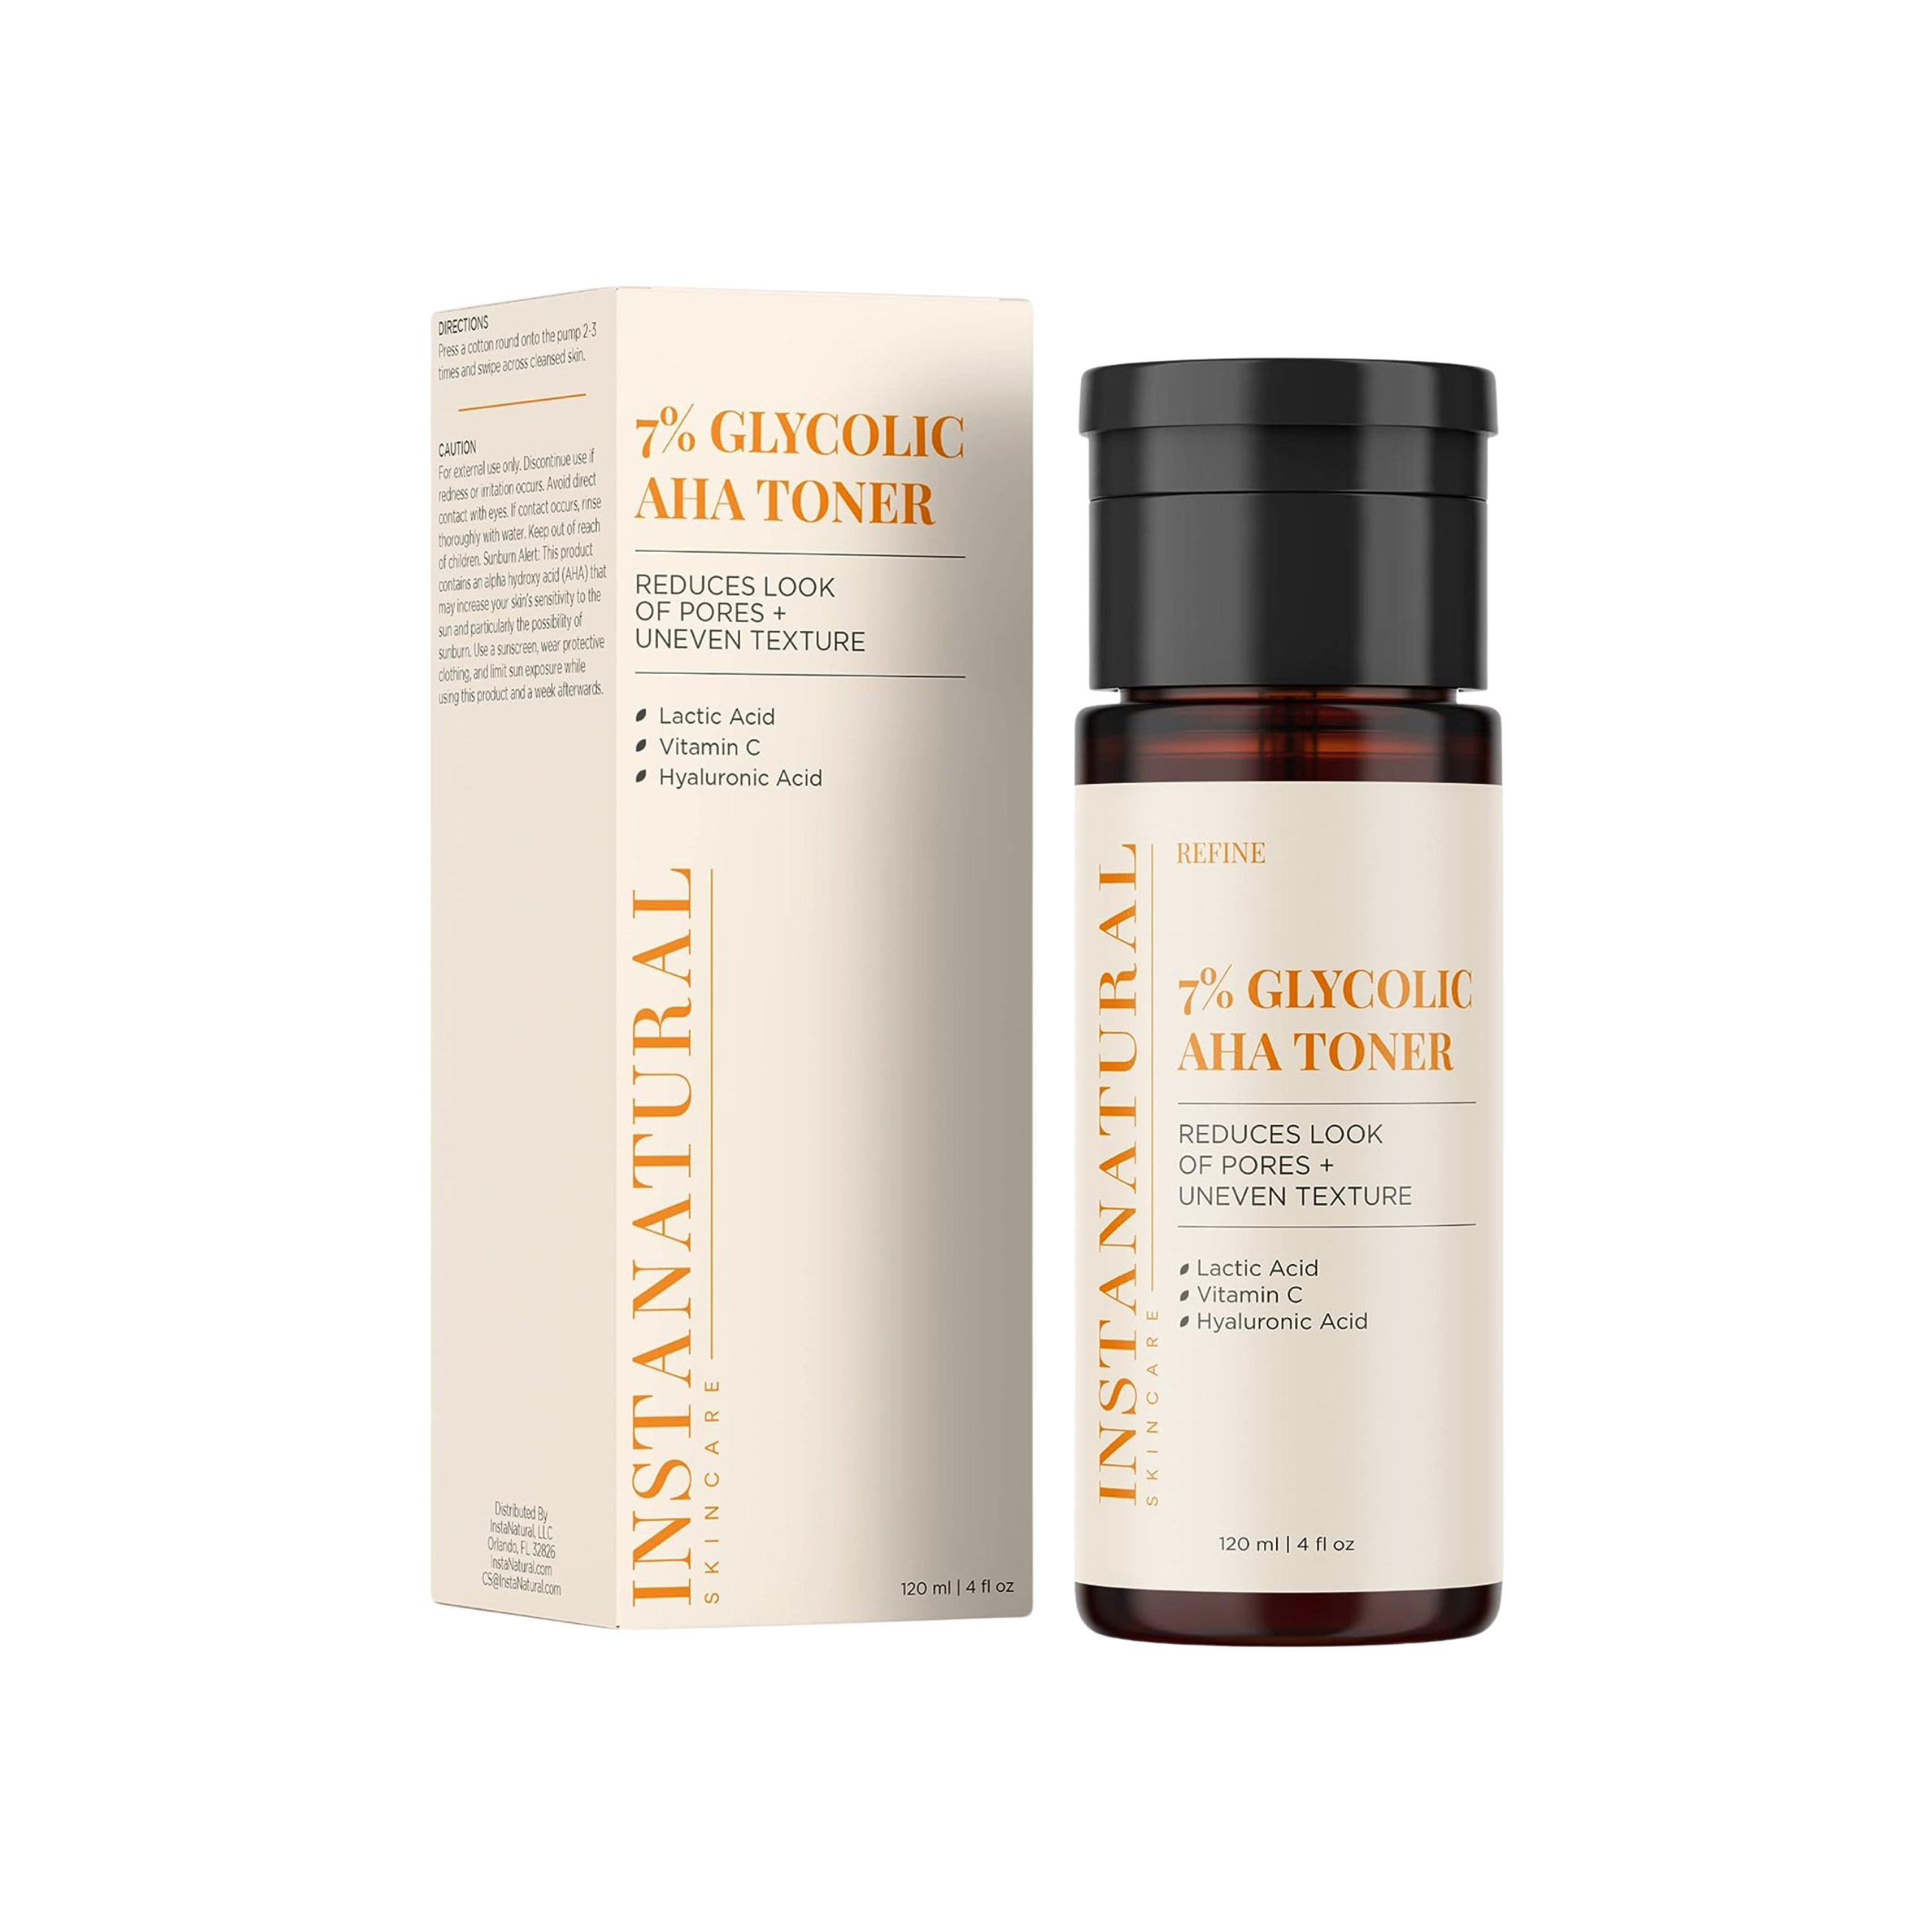 DIRECTIONS
Press a cotton round onto the pump 2-3
times and swipe across cleansed skin.
CAUTION
For external use only. Discontinue use if
redness or irritation occurs. Avoid direct
contact with eyes. If contact occurs, rinse
thoroughly with water. Keep out of reach
of children. Sunburn Alert: This product
contains an alpha hydroxy acid (AHA) that
may increase your skin's sensitivity to the
sun and particularly the possibility of
sunburn. Use a sunscreen, wear protective
clothing, and limit sun exposure while
using this product and a week afterwards.
Distributed By
InstaNatural, LLC
Orlando, FL 32826
InstaNatural.com
CS@InstaNatural.com
7% GLYCOLIC
AHA TONER
REDUCES LOOK
OF PORES +
UNEVEN TEXTURE
Lactic Acid
Vitamin C
Hyaluronic Acid
INSTANATURAL
SKINCARE
120 ml | 4 fl oz
REFINE
7% GLYCOLIC
AHA TONER
REDUCES LOOK
OF PORES +
UNEVEN TEXTURE
Lactic Acid
Vitamin C
Hyaluronic Acid
INSTANATURAL
SKINCARE
120 ml | 4 fl oz